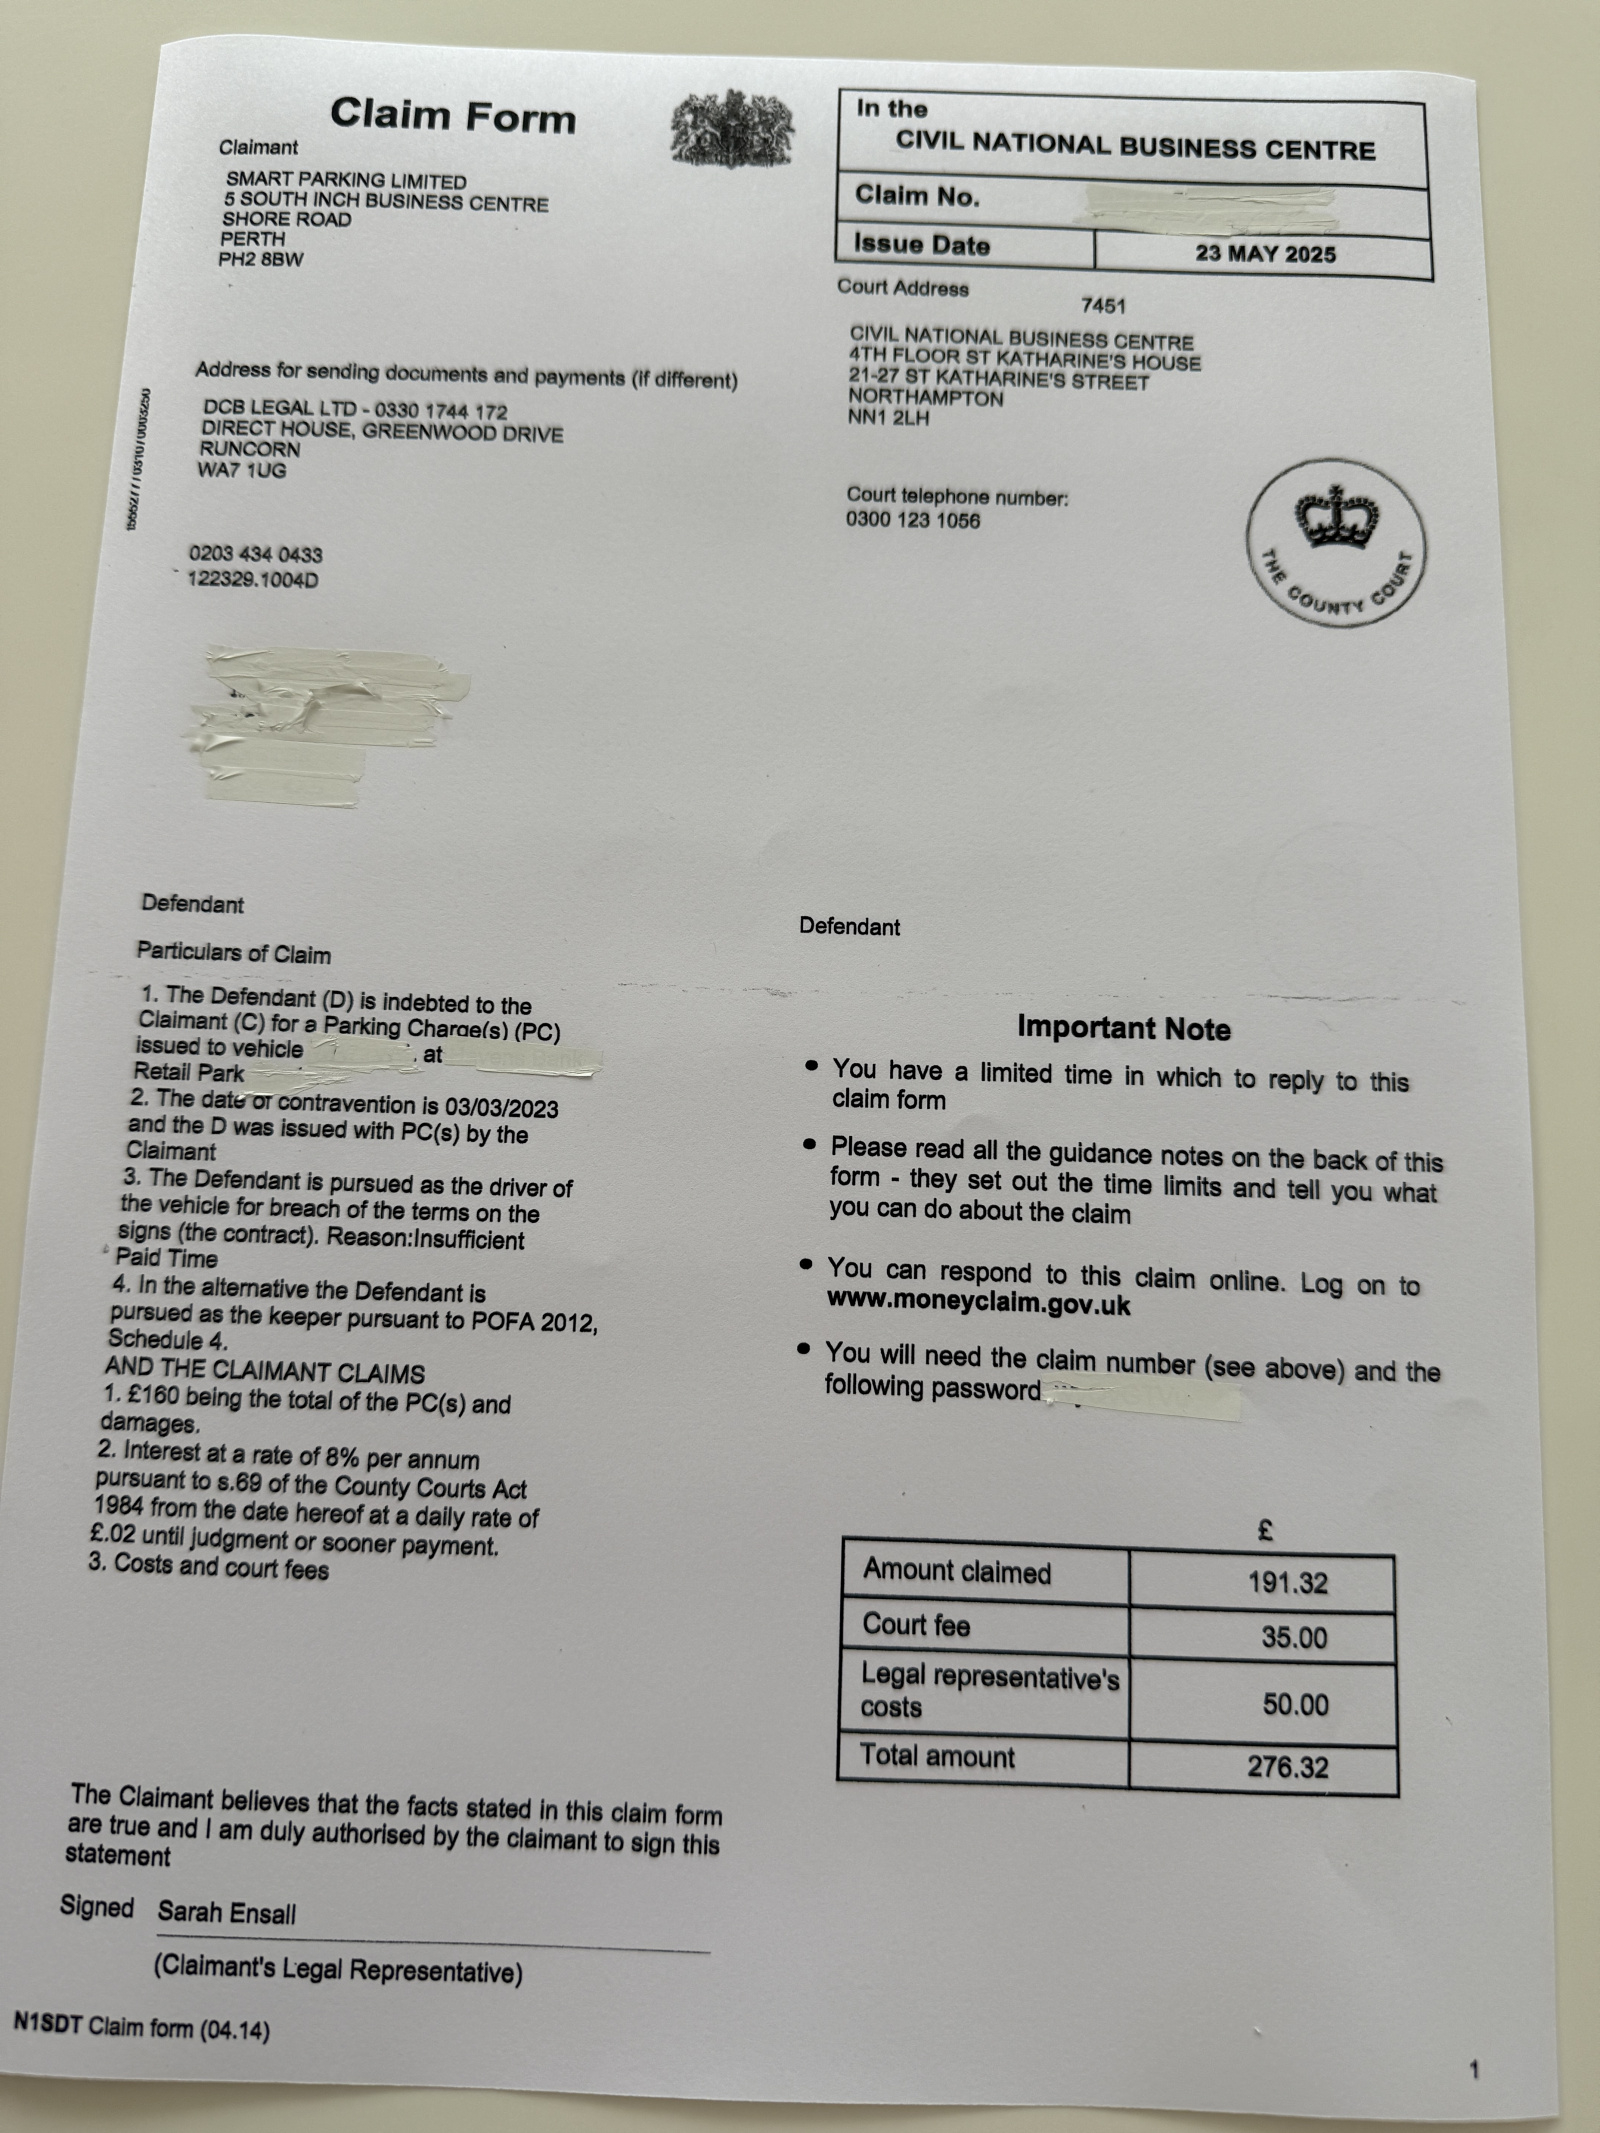 Claim Form
Claimant
SMART PARKING LIMITED
5 SOUTH INCH BUSINESS CENTRE
SHORE ROAD
PERTH
PH2 8BW
In the
CIVIL NATIONAL BUSINESS CENTRE
Claim No.
Issue Date 23 MAY 2025
Court Address
7451
CIVIL NATIONAL BUSINESS CENTRE
4TH FLOOR ST KATHARINE'S HOUSE
21-27 ST KATHARINE'S STREET
NORTHAMPTON
NN1 2LH
Address for sending documents and payments (if different)
DCB LEGAL LTD - 0330 1744 172
DIRECT HOUSE, GREENWOOD DRIVE
RUNCORN
WA7 1UG
Court telephone number:
0300 123 1056
THE COUNTY COURT
0203 434 0433
122329.1004D
Defendant
Defendant
Particulars of Claim
1. The Defendant (D) is indebted to the
Claimant (C) for a Parking Charge(s) (PC)
issued to vehicle at
Retail Park
2. The date of contravention is 03/03/2023
and the D was issued with PC(s) by the
Claimant
3. The Defendant is pursued as the driver of
the vehicle for breach of the terms on the
signs (the contract). Reason:Insufficient
Paid Time
4. In the alternative the Defendant is
pursued as the keeper pursuant to POFA 2012,
Schedule 4.
AND THE CLAIMANT CLAIMS
1. £160 being the total of the PC(s) and
damages.
2. Interest at a rate of 8% per annum
pursuant to s.69 of the County Courts Act
1984 from the date hereof at a daily rate of
£.02 until judgment or sooner payment.
3. Costs and court fees
Important Note
• You have a limited time in which to reply to this
claim form
• Please read all the guidance notes on the back of this
form - they set out the time limits and tell you what
you can do about the claim
• You can respond to this claim online. Log on to
www.moneyclaim.gov.uk
• You will need the claim number (see above) and the
following password
£
Amount claimed 191.32
Court fee 35.00
Legal representative's
costs 50.00
Total amount 276.32
The Claimant believes that the facts stated in this claim form
are true and I am duly authorised by the claimant to sign this
statement
Signed Sarah Ensall
(Claimant's Legal Representative)
N1SDT Claim form (04.14)
1